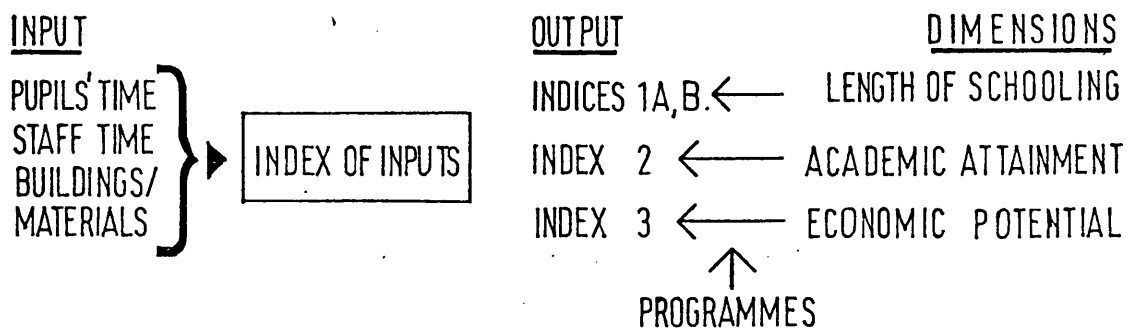 INPUT
PUPILS' TIME
STAFF TIME
BUILDINGS/
MATERIALS
INDEX OF INPUTS
OUTPUT
DIMENSIONS
INDICES 1A, B. LENGTH OF SCHOOLING
INDEX 2 ACADEMIC ATTAINMENT
INDEX 3 ECONOMIC POTENTIAL
PROGRAMMES